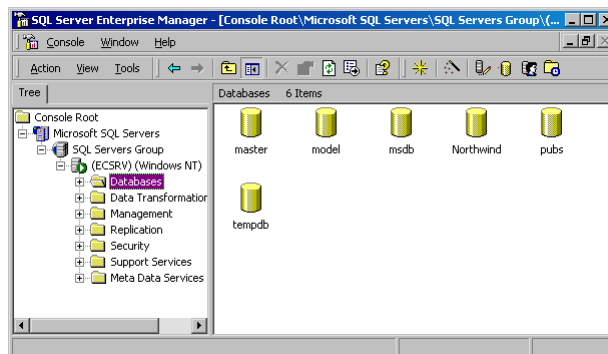 SQL Server Enterprise Manager - [Console Root\Microsoft SQL Servers\SQL Servers Group\(...
Console Window Help
Action View Tools
Tree
Databases 6 Items
Console Root
Microsoft SQL Servers
SQL Servers Group
(ECSRV) (Windows NT)
Databases
Data Transformation
Management
Replication
Security
Support Services
Meta Data Services
master model msdb Northwind pubs
tempdb